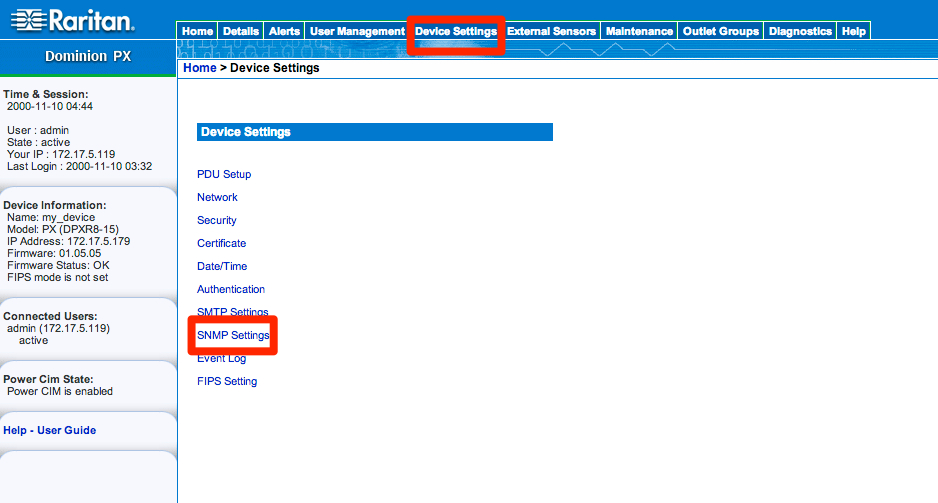 Raritan.
Dominion PX
Home Details Alerts User Management Device Settings External Sensors Maintenance Outlet Groups Diagnostics Help
Home > Device Settings
Time & Session:
2000-11-10 04:44
User : admin
State : active
Your IP : 172.17.5.119
Last Login : 2000-11-10 03:32
Device Information:
Name: my_device
Model: PX (DPXR8-15)
IP Address: 172.17.5.179
Firmware: 01.05.05
Firmware Status: OK
FIPS mode is not set
Connected Users:
admin (172.17.5.119)
active
Power Cim State:
Power CIM is enabled
Help - User Guide
Device Settings
PDU Setup
Network
Security
Certificate
Date/Time
Authentication
SMTP Settings
SNMP Settings
Event Log
FIPS Setting